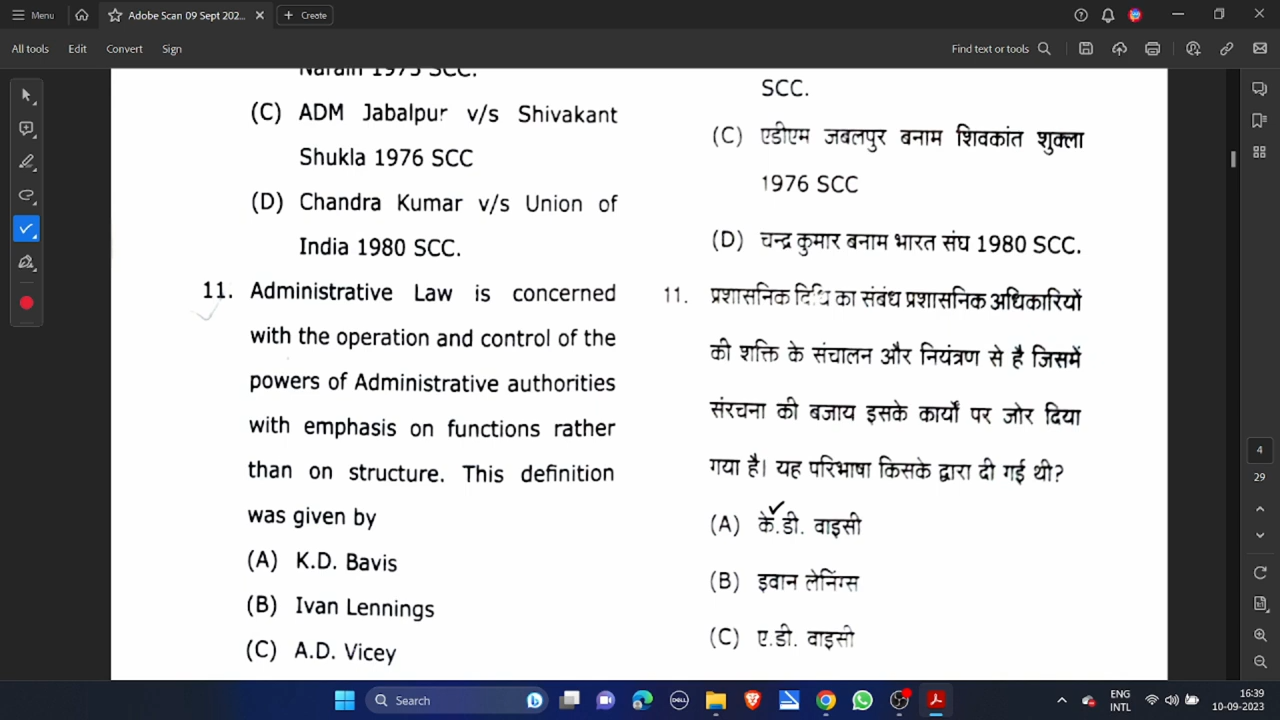 Menu
Adobe Scan 09 Sept 202...
Create
All tools
Edit
Convert
Sign
Find text or tools
Narain 1975 SCC.
(C) ADM Jabalpur v/s Shivakant
Shukla 1976 SCC
(D) Chandra Kumar v/s Union of
India 1980 SCC.
11. Administrative Law is concerned
with the operation and control of the
powers of Administrative authorities
with emphasis on functions rather
than on structure. This definition
was given by
(A) K.D. Bavis
(B) Ivan Lennings
(C) A.D. Vicey
SCC.
(C) एडीएम जबलपुर बनाम शिवकांत शुक्ला
1976 SCC
(D) चन्द्र कुमार बनाम भारत संघ 1980 SCC.
11. प्रशासनिक विधि का संबंध प्रशासनिक अधिकारियों
की शक्ति के संचालन और नियंत्रण से है जिसमें
संरचना की बजाय इसके कार्यों पर जोर दिया
गया है। यह परिभाषा किसके द्वारा दी गई थी?
(A) के.डी. वाइसी
(B) इवान लेनिंग्स
(C) ए.डी. वाइसी
4
29
Search
DELL
ENG
INTL
16:39
10-09-2023